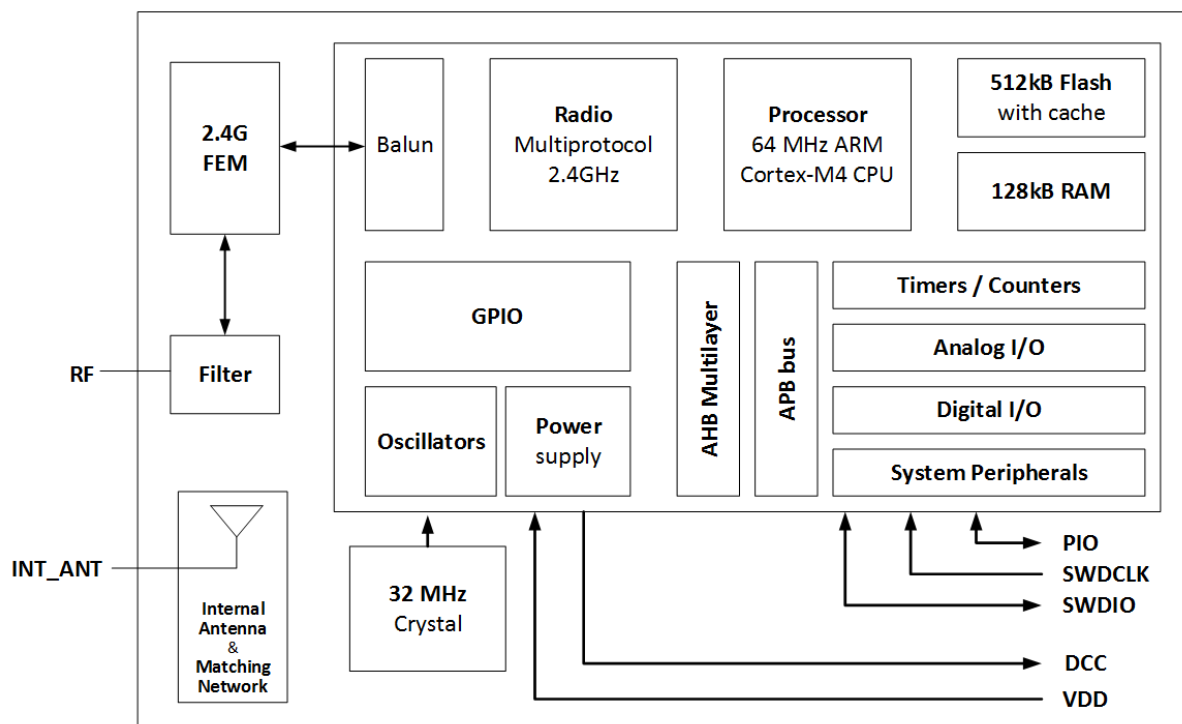 2.4G
FEM
Balun
Radio
Multiprotocol
2.4GHz
Processor
64 MHz ARM
Cortex-M4 CPU
512kB Flash
with cache
128kB RAM
GPIO
AHB Multilayer
APB bus
Timers / Counters
Analog I/O
Digital I/O
System Peripherals
RF
Filter
Oscillators
Power
supply
INT_ANT
Internal
Antenna
&
Matching
Network
32 MHz
Crystal
PIO
SWDCLK
SWDIO
DCC
VDD